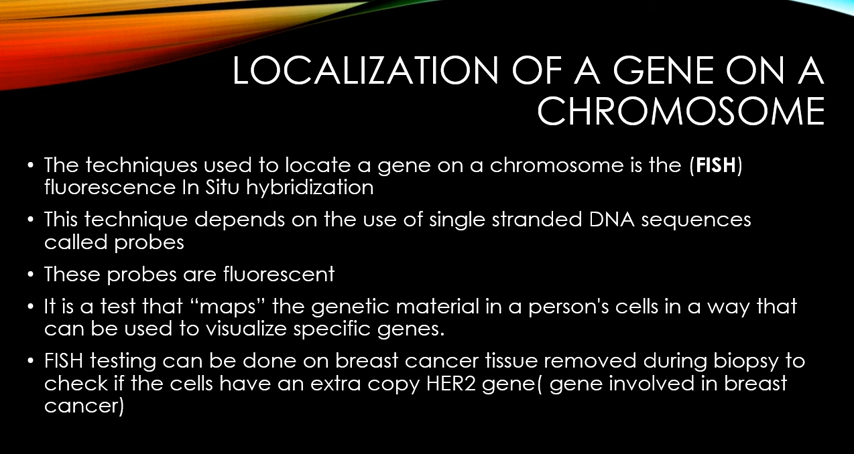 LOCALIZATION OF A GENE ON A
CHROMOSOME
• The techniques used to locate a gene on a chromosome is the (FISH)
fluorescence In Situ hybridization
• This technique depends on the use of single stranded DNA sequences
called probes
• These probes are fluorescent
• It is a test that “maps” the genetic material in a person's cells in a way that
can be used to visualize specific genes.
• FISH testing can be done on breast cancer tissue removed during biopsy to
check if the cells have an extra copy HER2 gene( gene involved in breast
cancer)